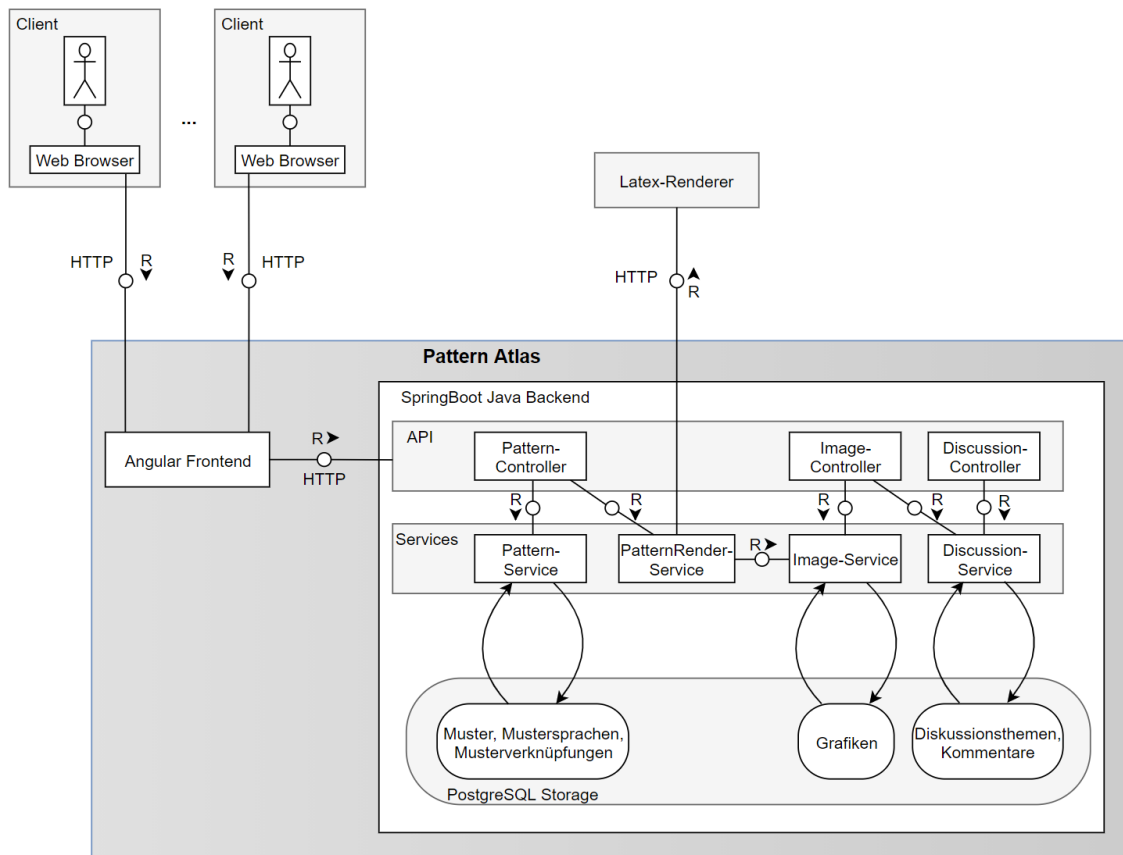 Client
Client
...
Web Browser
Web Browser
Latex-Renderer
HTTP
R
R
HTTP
HTTP
R
Pattern Atlas
SpringBoot Java Backend
API
Pattern-
Controller
Image-
Controller
Discussion-
Controller
Angular Frontend
R
HTTP
R
R
R
R
R
Services
Pattern-
Service
PatternRender-
Service
R
Image-Service
Discussion-
Service
Muster, Mustersprachen,
Musterverknüpfungen
Grafiken
Diskussionsthemen,
Kommentare
PostgreSQL Storage